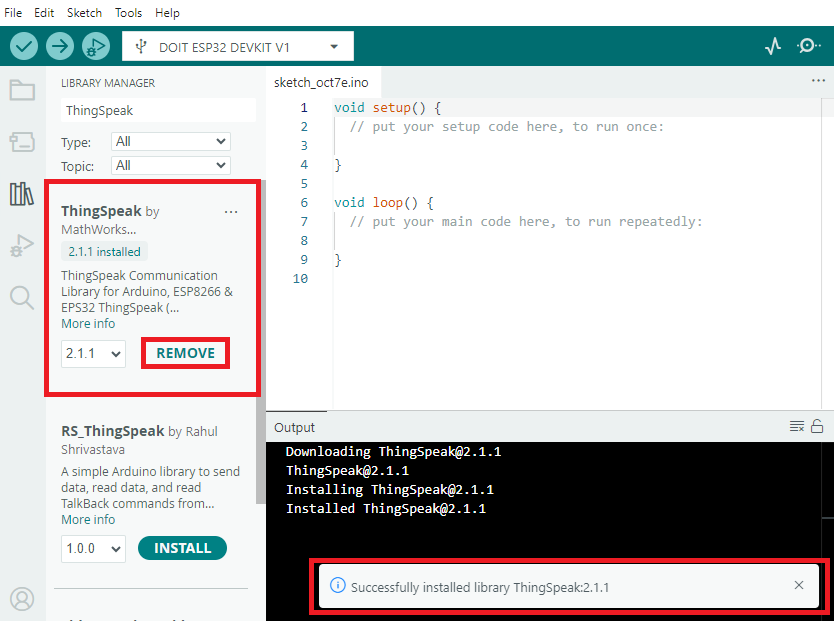 File Edit Sketch Tools Help
DOIT ESP32 DEVKIT V1
LIBRARY MANAGER
ThingSpeak
Type: All
Topic: All
ThingSpeak by
MathWorks...
2.1.1 installed
ThingSpeak Communication
Library for Arduino, ESP8266 &
EPS32 ThingSpeak (...
More info
2.1.1 REMOVE
RS_ThingSpeak by Rahul
Shrivastava
A simple Arduino library to send
data, read data, and read
TalkBack commands from...
More info
1.0.0 INSTALL
sketch_oct7e.ino
1 void setup() {
2 // put your setup code here, to run once:
3
4 }
5
6 void loop() {
7 // put your main code here, to run repeatedly:
8
9 }
10
Output
Downloading ThingSpeak@2.1.1
ThingSpeak@2.1.1
Installing ThingSpeak@2.1.1
Installed ThingSpeak@2.1.1
Successfully installed library ThingSpeak:2.1.1